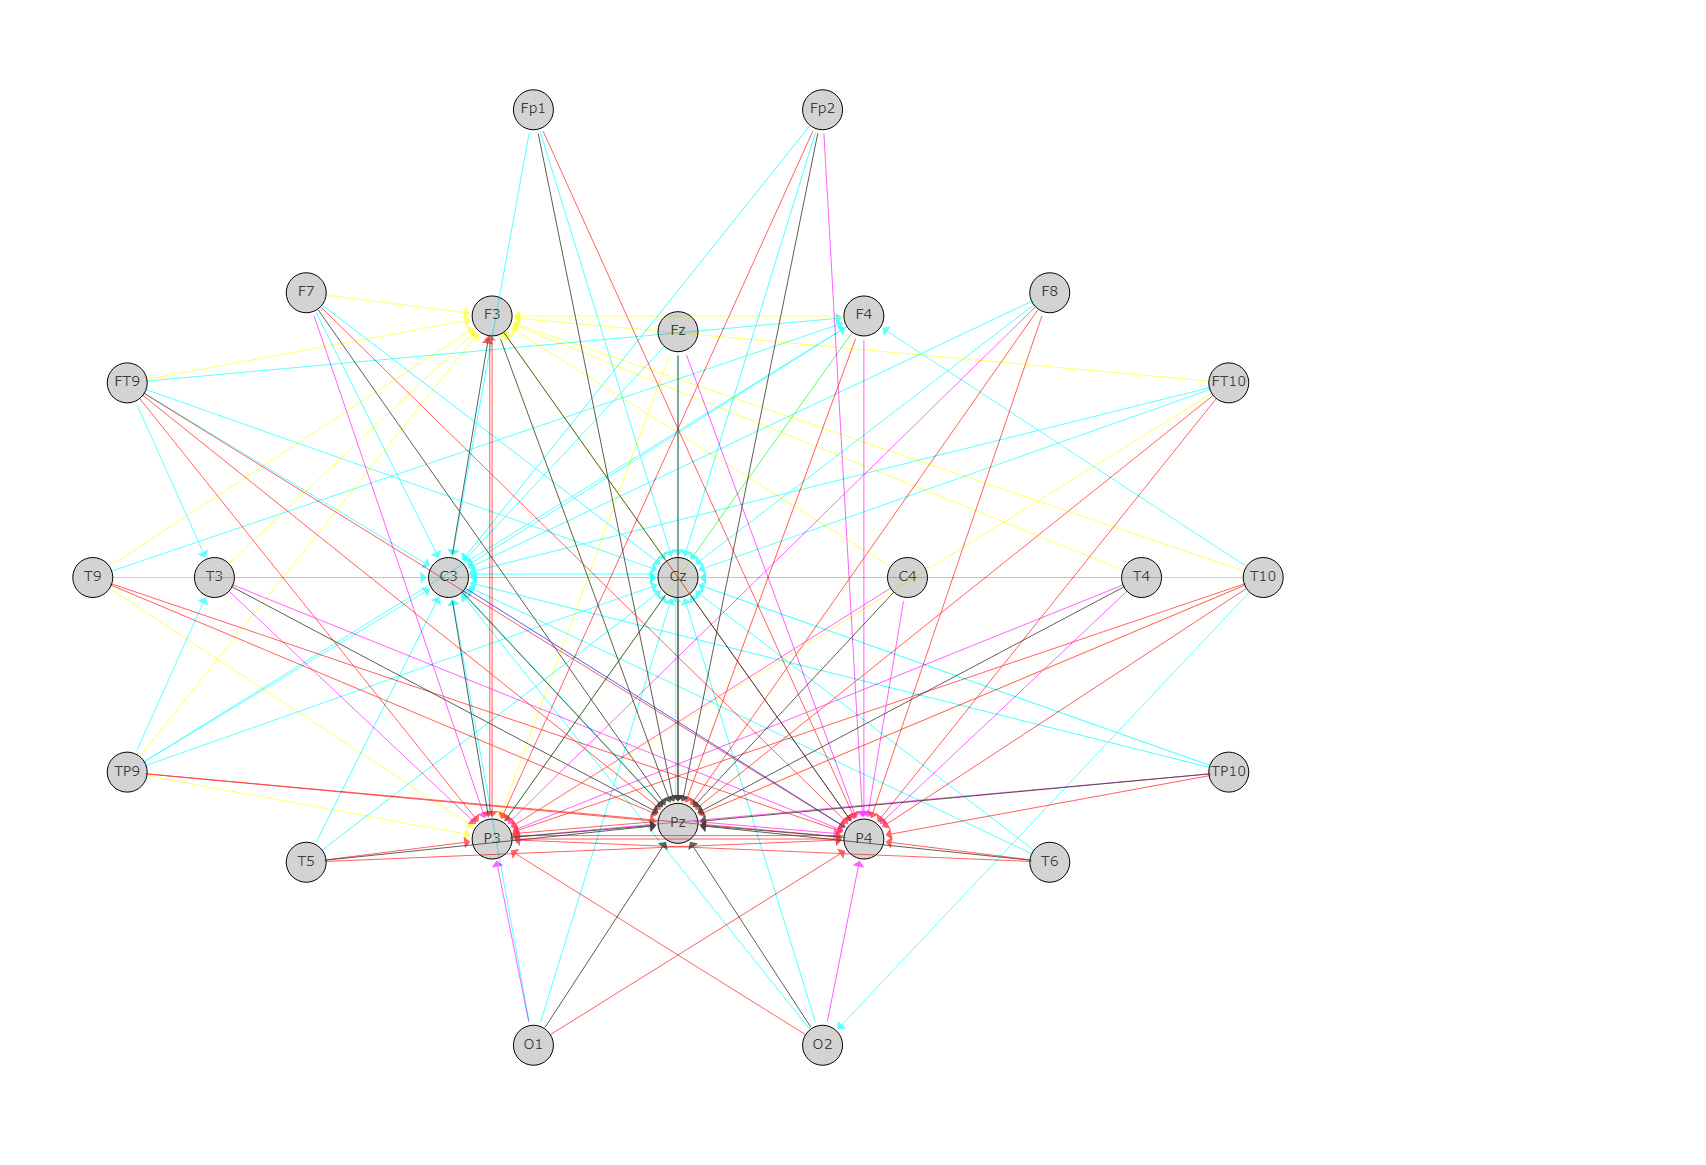 Fp1 Fp2
F7 F3 Fz F4 F8
FT9 FT10
T9 T3 C3 Cz C4 T4 T10
TP9 TP10
T5 P3 Pz P4 T6
O1 O2